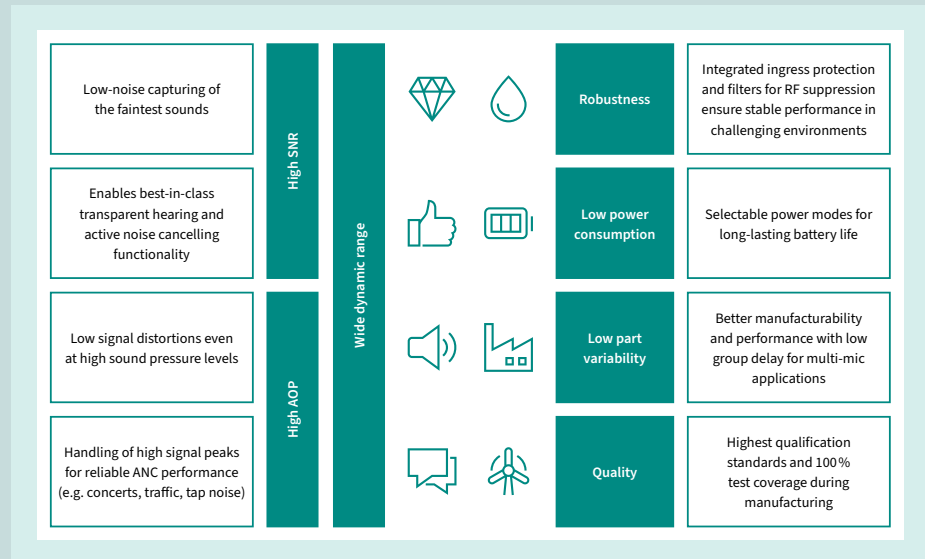 Low-noise capturing of
the faintest sounds
Enables best-in-class
transparent hearing and
active noise cancelling
functionality
Low signal distortions even
at high sound pressure levels
Handling of high signal peaks
for reliable ANC performance
(e.g. concerts, traffic, tap noise)
High SNR
High AOP
Wide dynamic range
Robustness
Integrated ingress protection
and filters for RF suppression
ensure stable performance in
challenging environments
Low power
consumption
Selectable power modes for
long-lasting battery life
Low part
variability
Better manufacturability
and performance with low
group delay for multi-mic
applications
Quality
Highest qualification
standards and 100 %
test coverage during
manufacturing